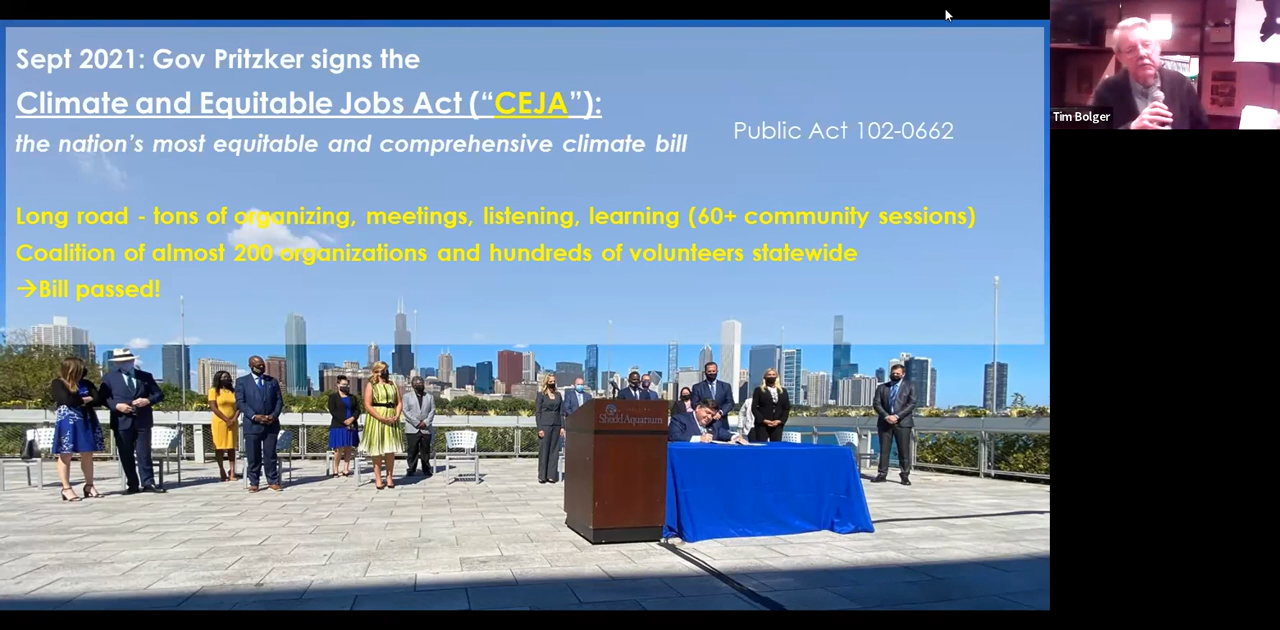 Sept 2021: Gov Pritzker signs the
Climate and Equitable Jobs Act (“CEJA”):
the nation’s most equitable and comprehensive climate bill
Public Act 102-0662
Long road - tons of organizing, meetings, listening, learning (60+ community sessions)
Coalition of almost 200 organizations and hundreds of volunteers statewide
→Bill passed!
Shedd Aquarium
Tim Bolger